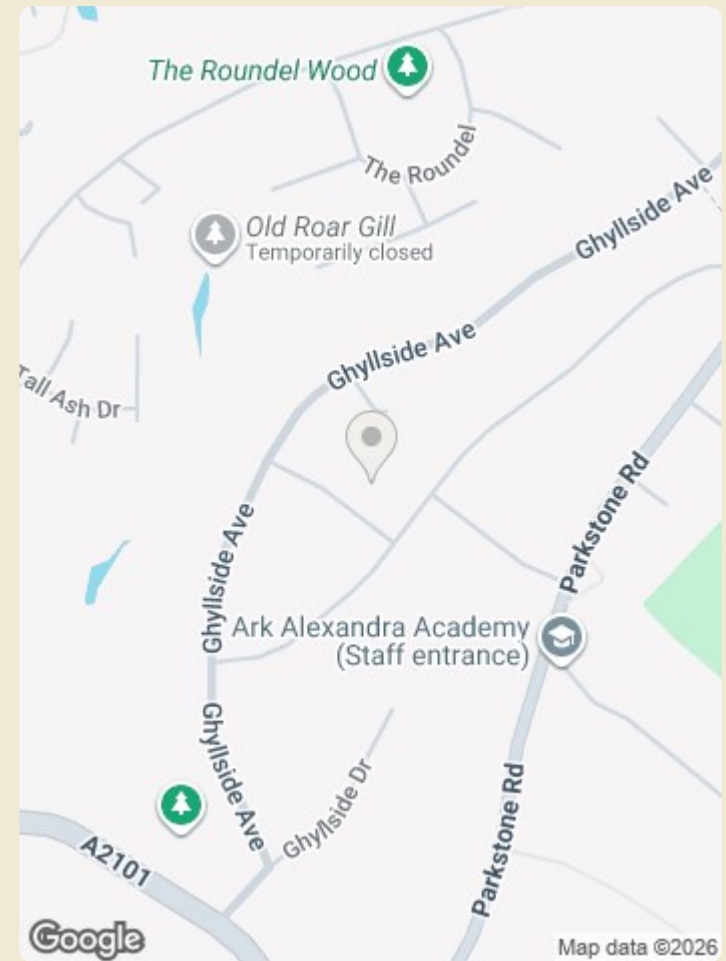 The Roundel Wood
The Roundel
Ghyllside Ave
Old Roar Gill
Temporarily closed
Ghyllside Ave
Tall Ash Dr
Parkstone Rd
Ghyllside Ave
Ark Alexandra Academy
(Staff entrance)
Ghyllside Ave
Ghyllside Dr
Parkstone Rd
A2101
Google
Map data ©2026